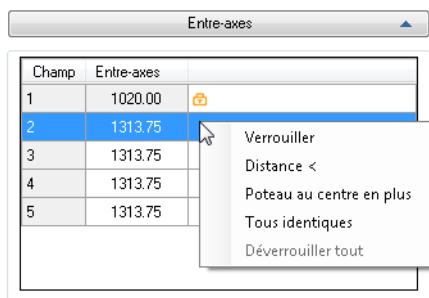 Entre-axes
Champ Entre-axes
1 1020.00
2 1313.75
3 1313.75
4 1313.75
5 1313.75
Verrouiller
Distance <
Poteau au centre en plus
Tous identiques
Déverrouiller tout